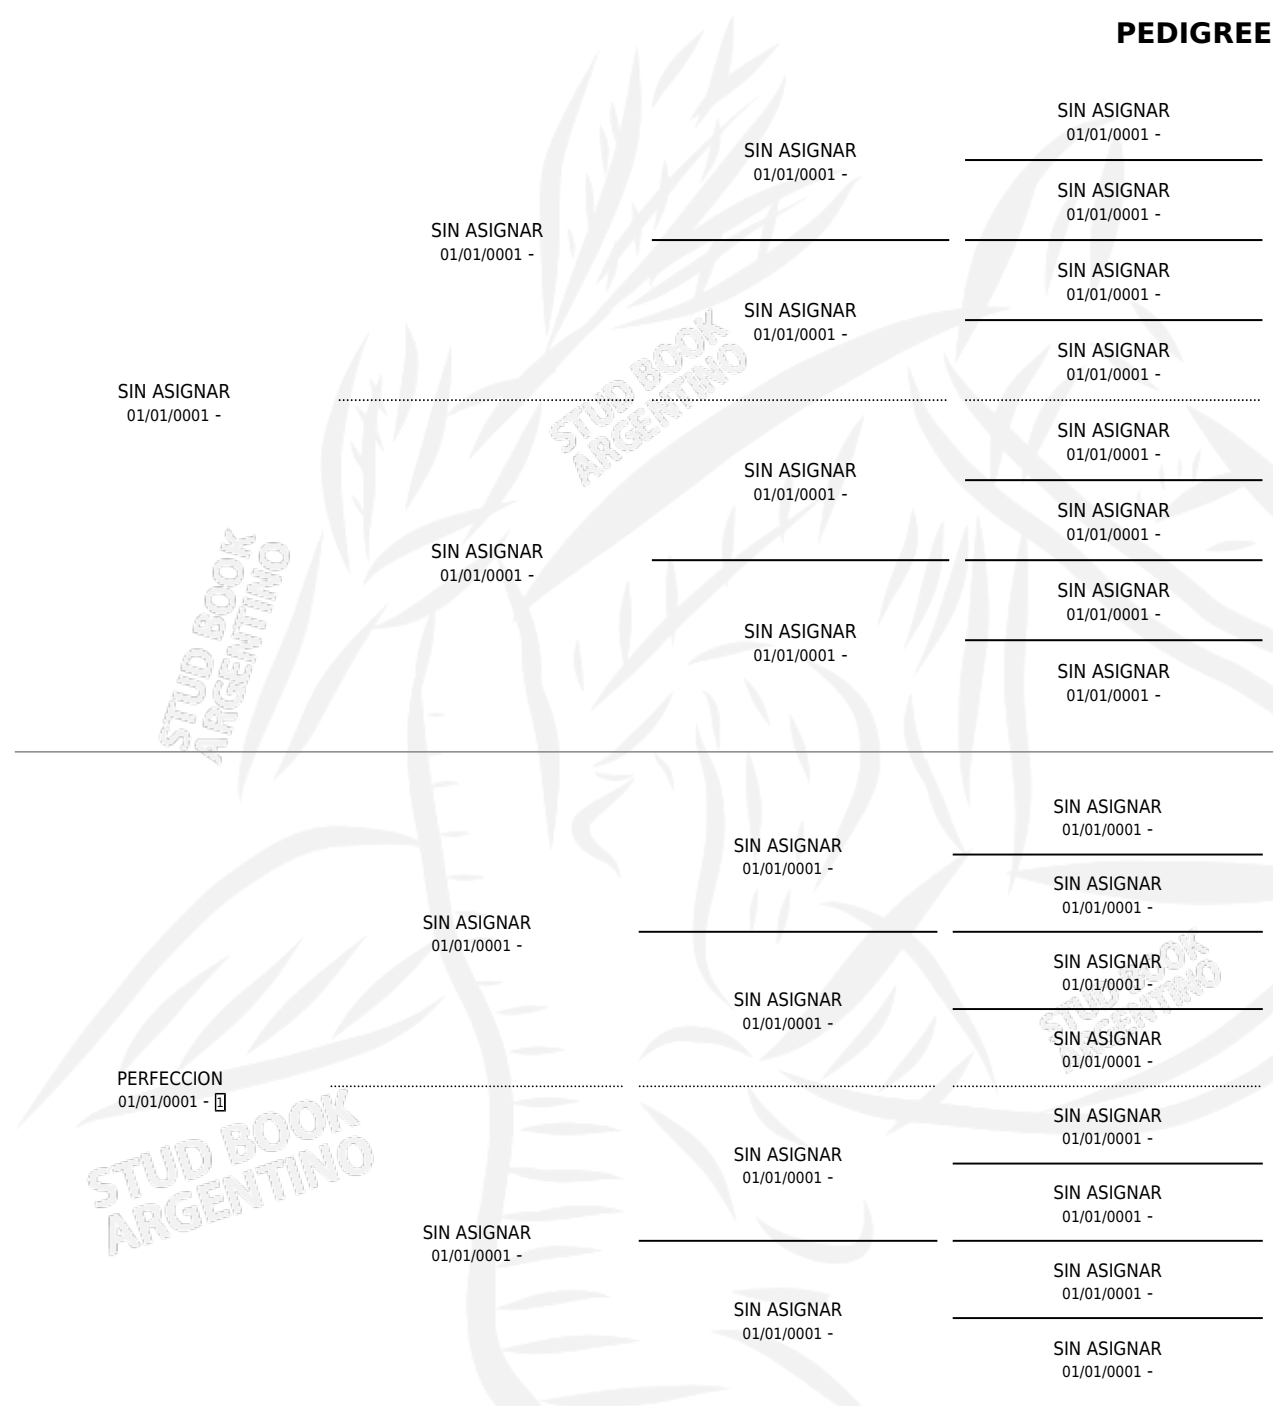 PEDIGREE
SIN ASIGNAR
01/01/0001 -
SIN ASIGNAR
01/01/0001 -
SIN ASIGNAR
01/01/0001 -
SIN ASIGNAR
01/01/0001 -
SIN ASIGNAR
01/01/0001 -
SIN ASIGNAR
01/01/0001 -
SIN ASIGNAR
01/01/0001 -
SIN ASIGNAR
01/01/0001 -
SIN ASIGNAR
01/01/0001 -
SIN ASIGNAR
01/01/0001 -
SIN ASIGNAR
01/01/0001 -
SIN ASIGNAR
01/01/0001 -
SIN ASIGNAR
01/01/0001 -
SIN ASIGNAR
01/01/0001 -
SIN ASIGNAR
01/01/0001 -
STUD BOOK
ARGENTINO
STUD BOOK
ARGENTINO
SIN ASIGNAR
01/01/0001 -
SIN ASIGNAR
01/01/0001 -
SIN ASIGNAR
01/01/0001 -
SIN ASIGNAR
01/01/0001 -
SIN ASIGNAR
01/01/0001 -
SIN ASIGNAR
01/01/0001 -
SIN ASIGNAR
01/01/0001 -
PERFECCION
01/01/0001 - 1
SIN ASIGNAR
01/01/0001 -
SIN ASIGNAR
01/01/0001 -
SIN ASIGNAR
01/01/0001 -
SIN ASIGNAR
01/01/0001 -
SIN ASIGNAR
01/01/0001 -
SIN ASIGNAR
01/01/0001 -
SIN ASIGNAR
01/01/0001 -
STUD BOOK
ARGENTINO
STUD BOOK
ARGENTINO